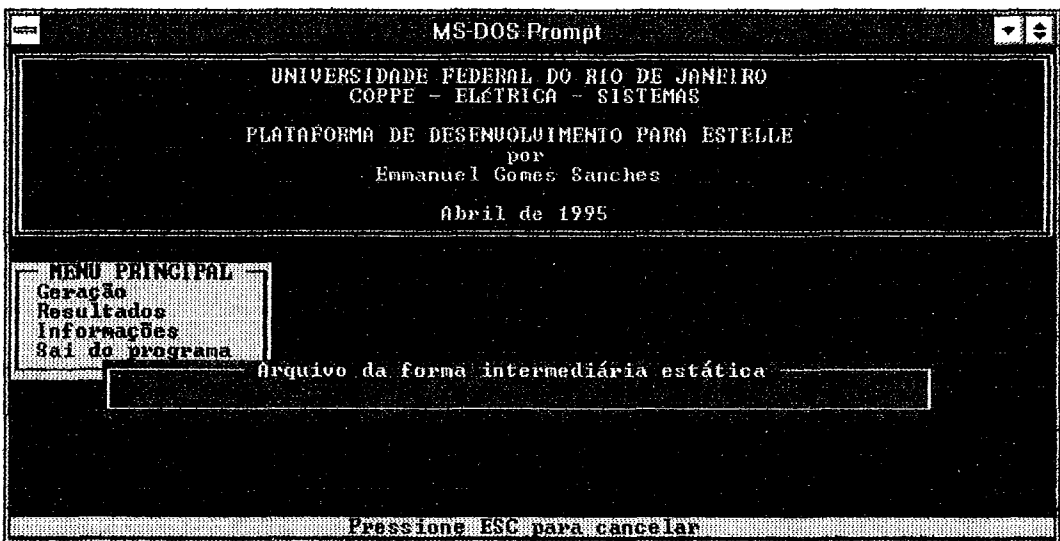 MS-DOS Prompt
UNIVERSIDADE FEDERAL DO RIO DE JANEIRO
COPPE - ELÉTRICA - SISTEMAS
PLATAFORMA DE DESENVOLVIMENTO PARA ESTELLE
por
Emmanuel Gomes Sanches
Abril de 1995
MENU PRINCIPAL
Geração
Resultados
Informações
Sai do programa
Arquivo da forma intermediária estática
Pressione ESC para cancelar